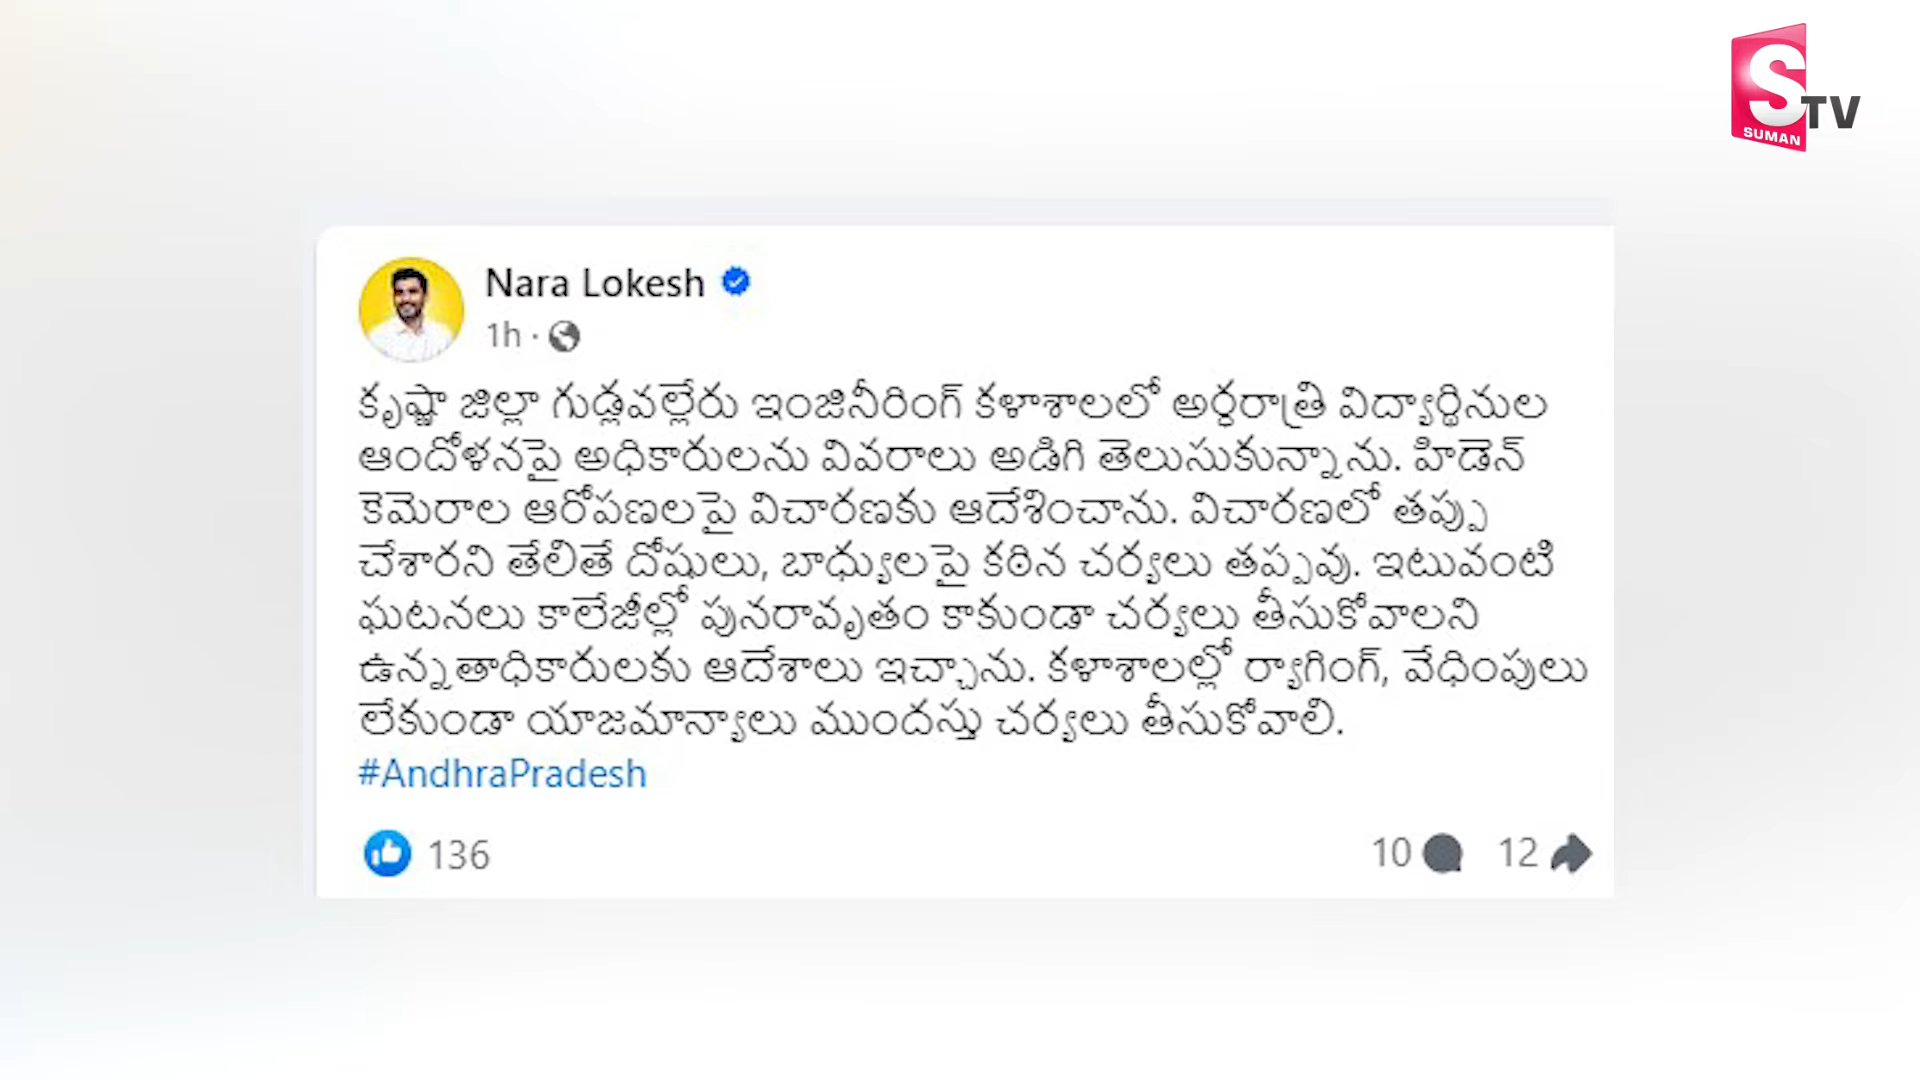 S
SUMAN
TV
Nara Lokesh
1h ·
కృష్ణా జిల్లా గుడ్లవల్లేరు ఇంజినీరింగ్ కళాశాలలో అర్ధరాత్రి విద్యార్థినుల
ఆందోళనపై అధికారులను వివరాలు అడిగి తెలుసుకున్నాను. హిడెన్
కెమెరాల ఆరోపణలపై విచారణకు ఆదేశించాను. విచారణలో తప్పు
చేశారని తేలితే దోషులు, బాధ్యులపై కఠిన చర్యలు తప్పవు. ఇటువంటి
ఘటనలు కాలేజీల్లో పునరావృతం కాకుండా చర్యలు తీసుకోవాలని
ఉన్నతాధికారులకు ఆదేశాలు ఇచ్చాను. కళాశాలల్లో ర్యాగింగ్, వేధింపులు
లేకుండా యాజమాన్యాలు ముందస్తు చర్యలు తీసుకోవాలి.
#AndhraPradesh
136 10 12